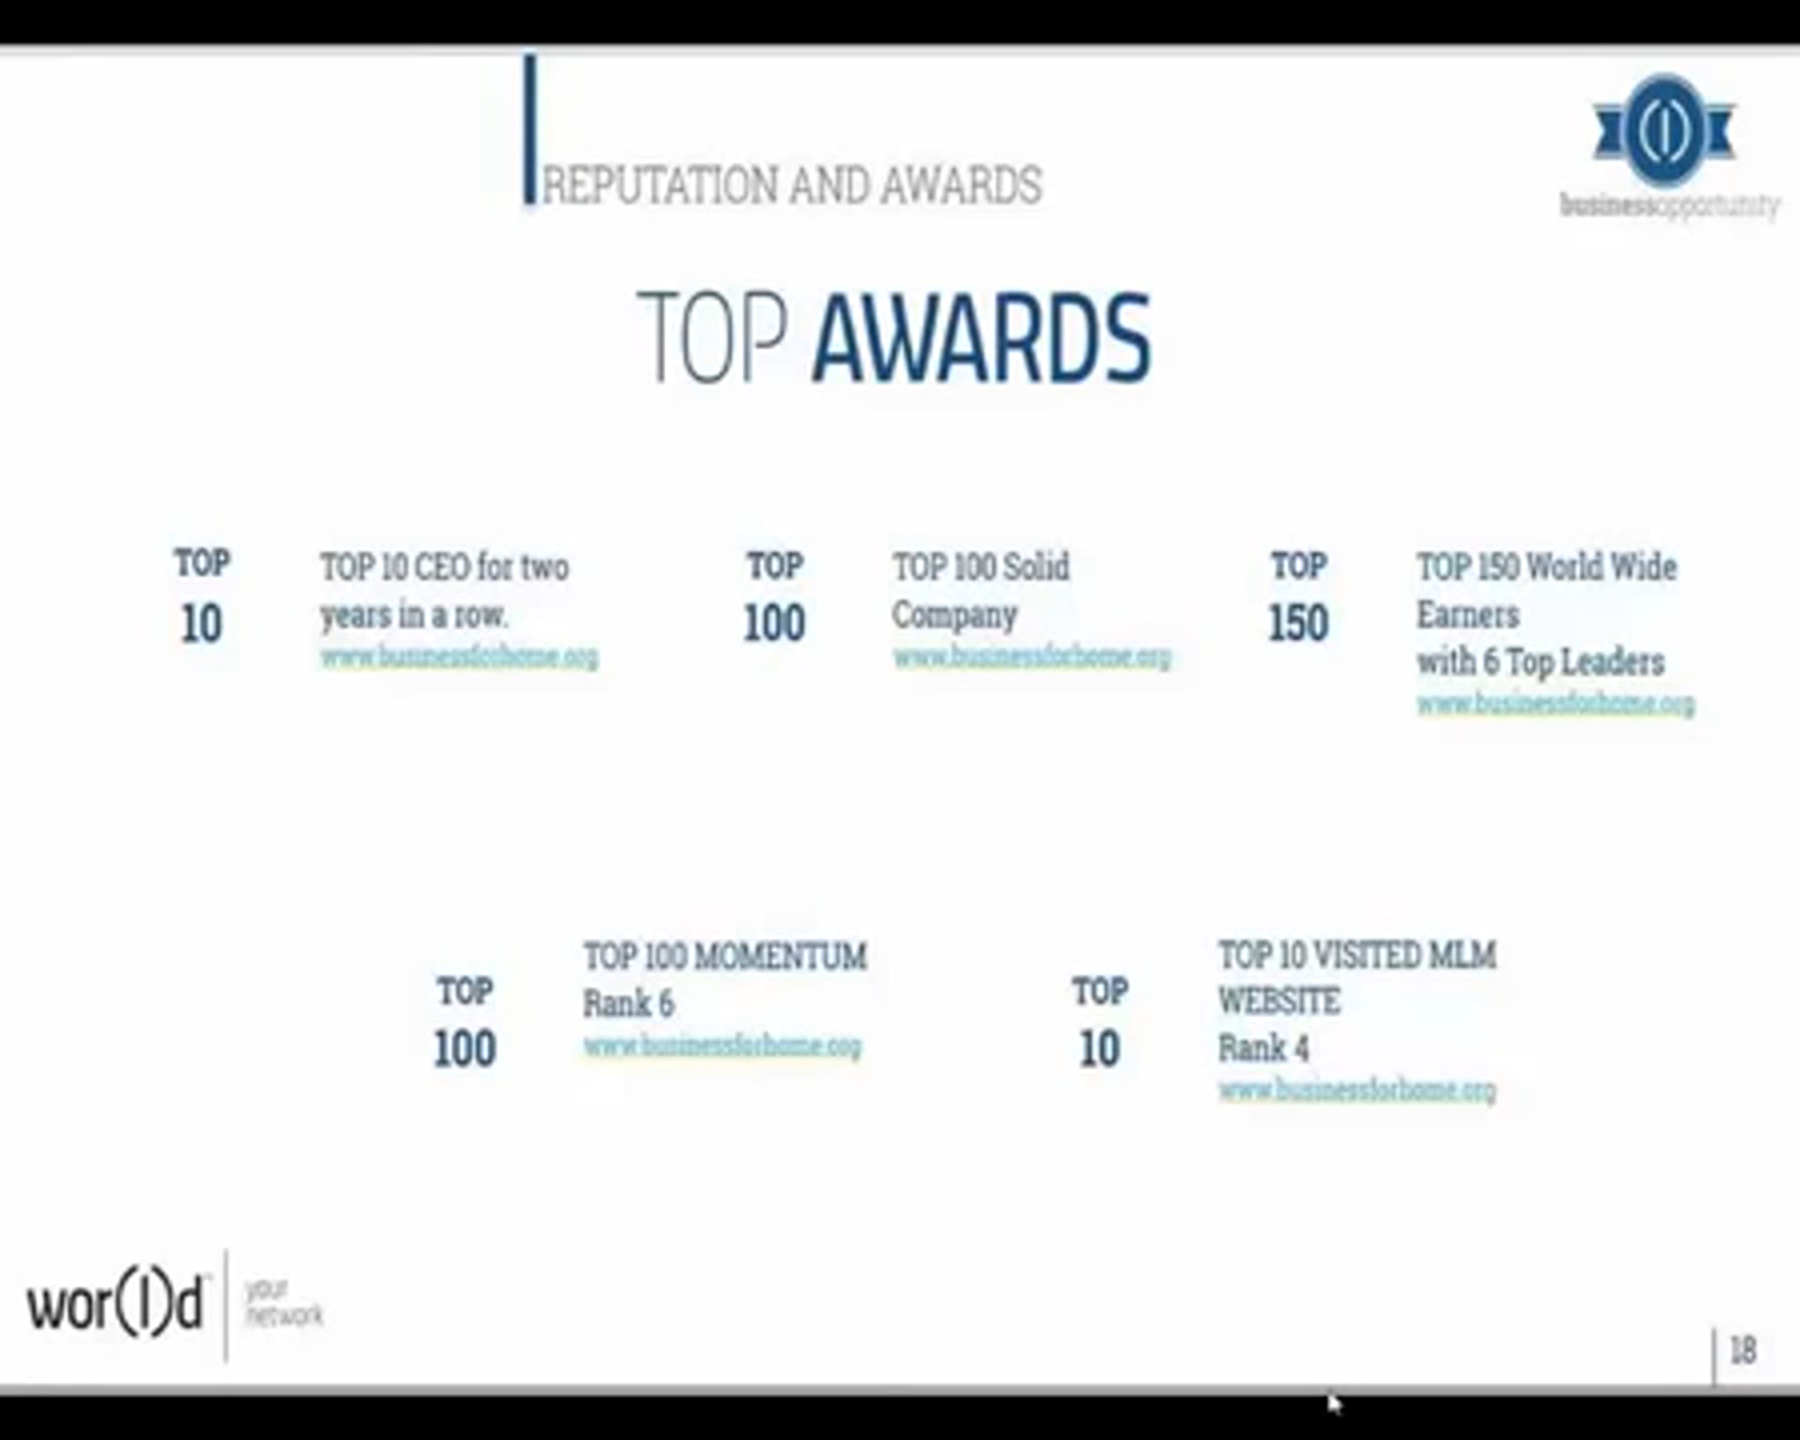 REPUTATION AND AWARDS
businessopportunity
TOP AWARDS
TOP
10
TOP 10 CEO for two
years in a row.
www.businessforhome.org
TOP
100
TOP 100 Solid
Company
www.businessforhome.org
TOP
150
TOP 150 World Wide
Earners
with 6 Top Leaders
www.businessforhome.org
TOP
100
TOP 100 MOMENTUM
Rank 6
www.businessforhome.org
TOP
10
TOP 10 VISITED MLM
WEBSITE
Rank 4
www.businessforhome.org
wor(l)d
your
network
18